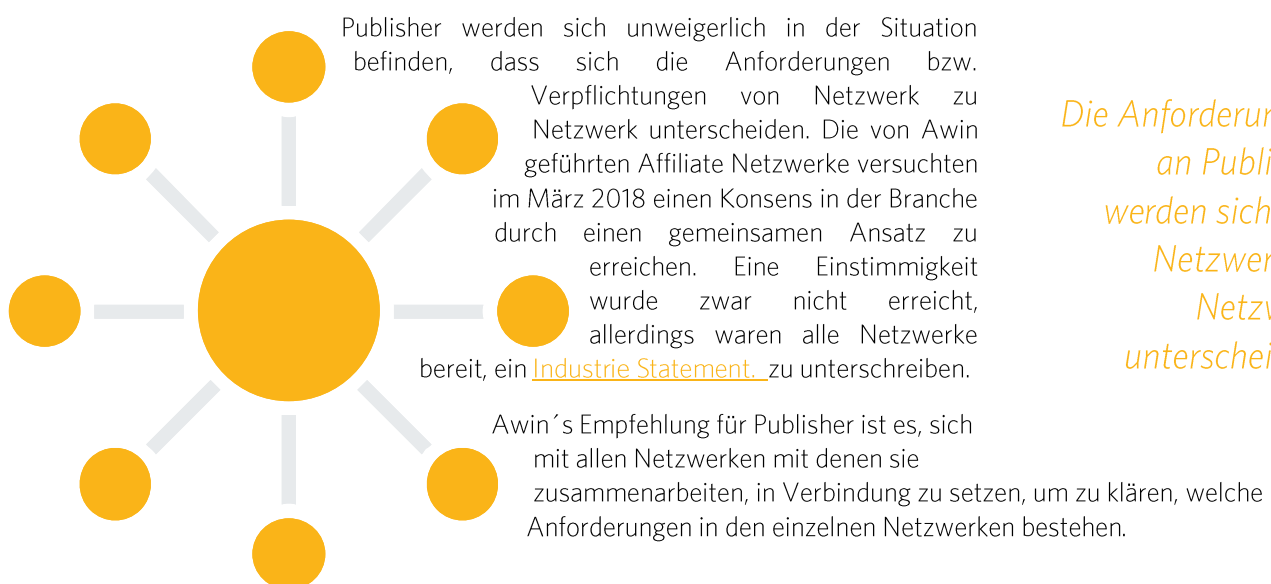 Publisher werden sich unweigerlich in der Situation
befinden, dass sich die Anforderungen bzw.
Verpflichtungen von Netzwerk zu
Netzwerk unterscheiden. Die von Awin
geführten Affiliate Netzwerke versuchten
im März 2018 einen Konsens in der Branche
durch einen gemeinsamen Ansatz zu
erreichen. Eine Einstimmigkeit
wurde zwar nicht erreicht,
allerdings waren alle Netzwerke
bereit, ein Industrie Statement. zu unterschreiben.
Awin´s Empfehlung für Publisher ist es, sich
mit allen Netzwerken mit denen sie
zusammenarbeiten, in Verbindung zu setzen, um zu klären, welche
Anforderungen in den einzelnen Netzwerken bestehen.
Die
an
werden sich